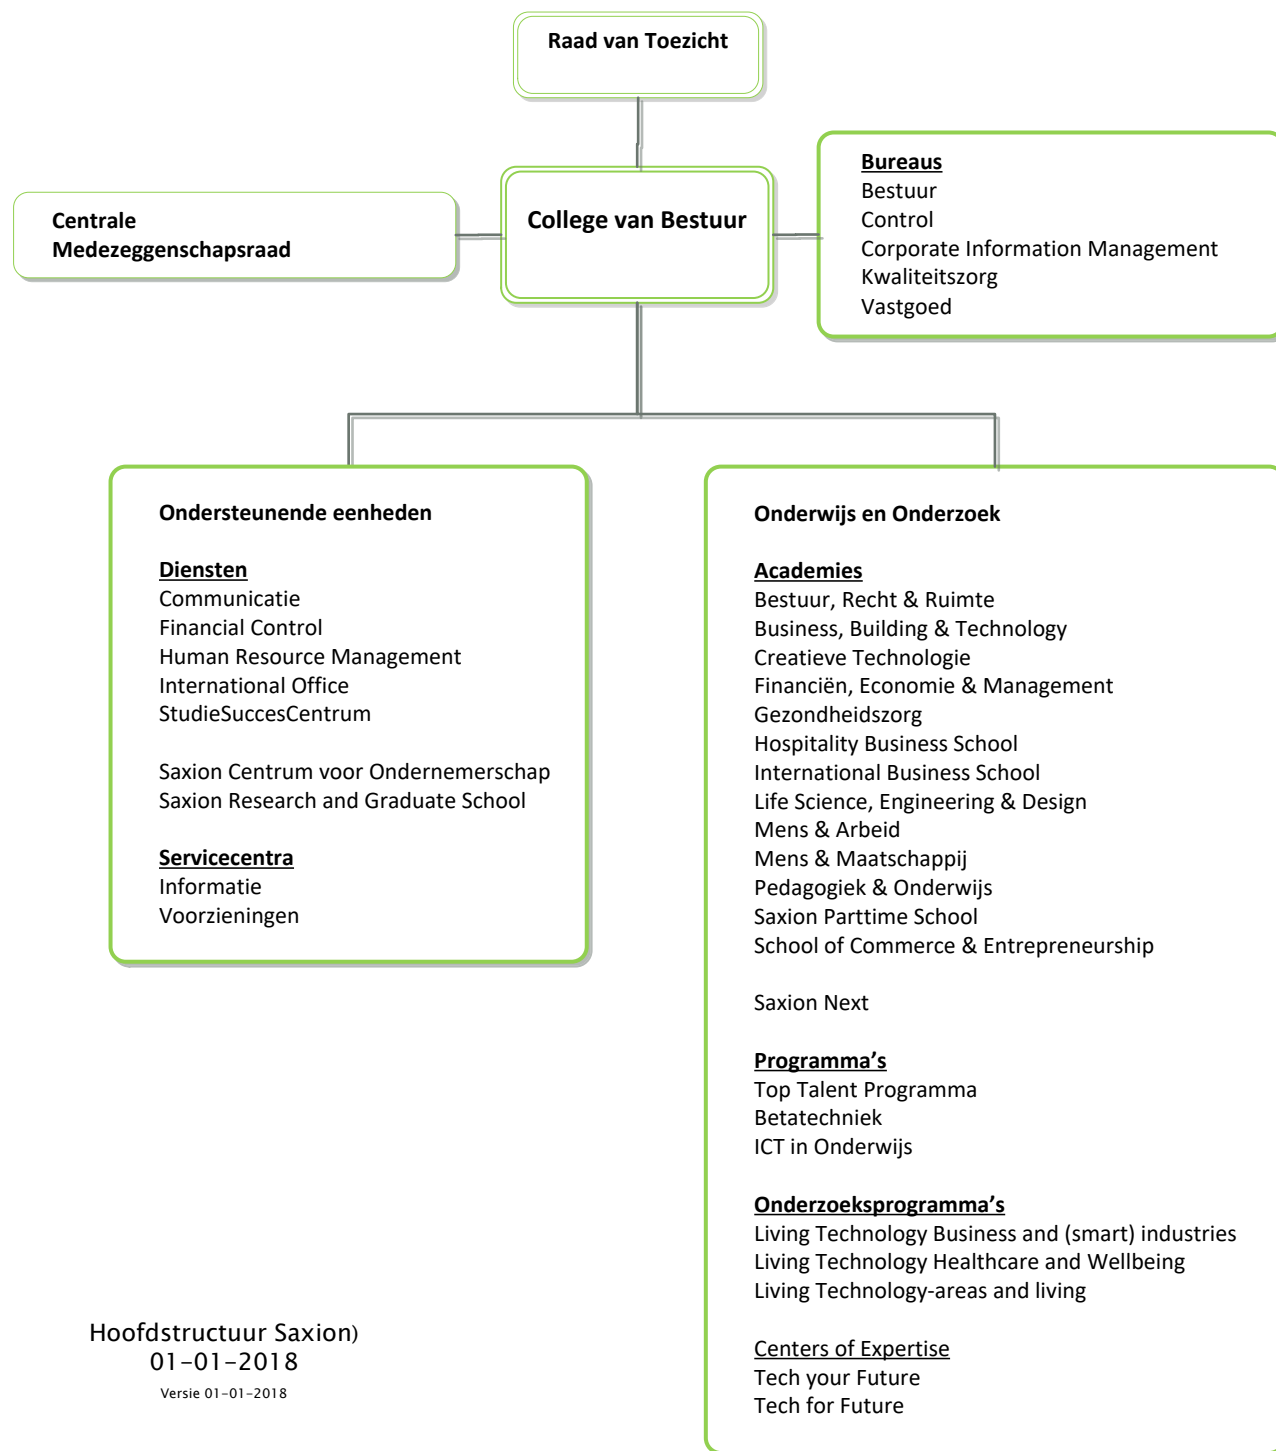 Raad van Toezicht
Centrale
Medezeggenschapsraad
College van Bestuur
Bureaus
Bestuur
Control
Corporate Information Management
Kwaliteitszorg
Vastgoed
Ondersteunende eenheden
Diensten
Communicatie
Financial Control
Human Resource Management
International Office
StudieSuccesCentrum
Saxion Centrum voor Ondernemerschap
Saxion Research and Graduate School
Servicecentra
Informatie
Voorzieningen
Onderwijs en Onderzoek
Academies
Bestuur, Recht & Ruimte
Business, Building & Technology
Creatieve Technologie
Financiën, Economie & Management
Gezondheidszorg
Hospitality Business School
International Business School
Life Science, Engineering & Design
Mens & Arbeid
Mens & Maatschappij
Pedagogiek & Onderwijs
Saxion Parttime School
School of Commerce & Entrepreneurship
Saxion Next
Programma's
Top Talent Programma
Betatechniek
ICT in Onderwijs
Onderzoeksprogramma's
Living Technology Business and (smart) industries
Living Technology Healthcare and Wellbeing
Living Technology-areas and living
Centers of Expertise
Tech your Future
Tech for Future
Hoofdstructuur Saxion)
01-01-2018
Versie 01-01-2018